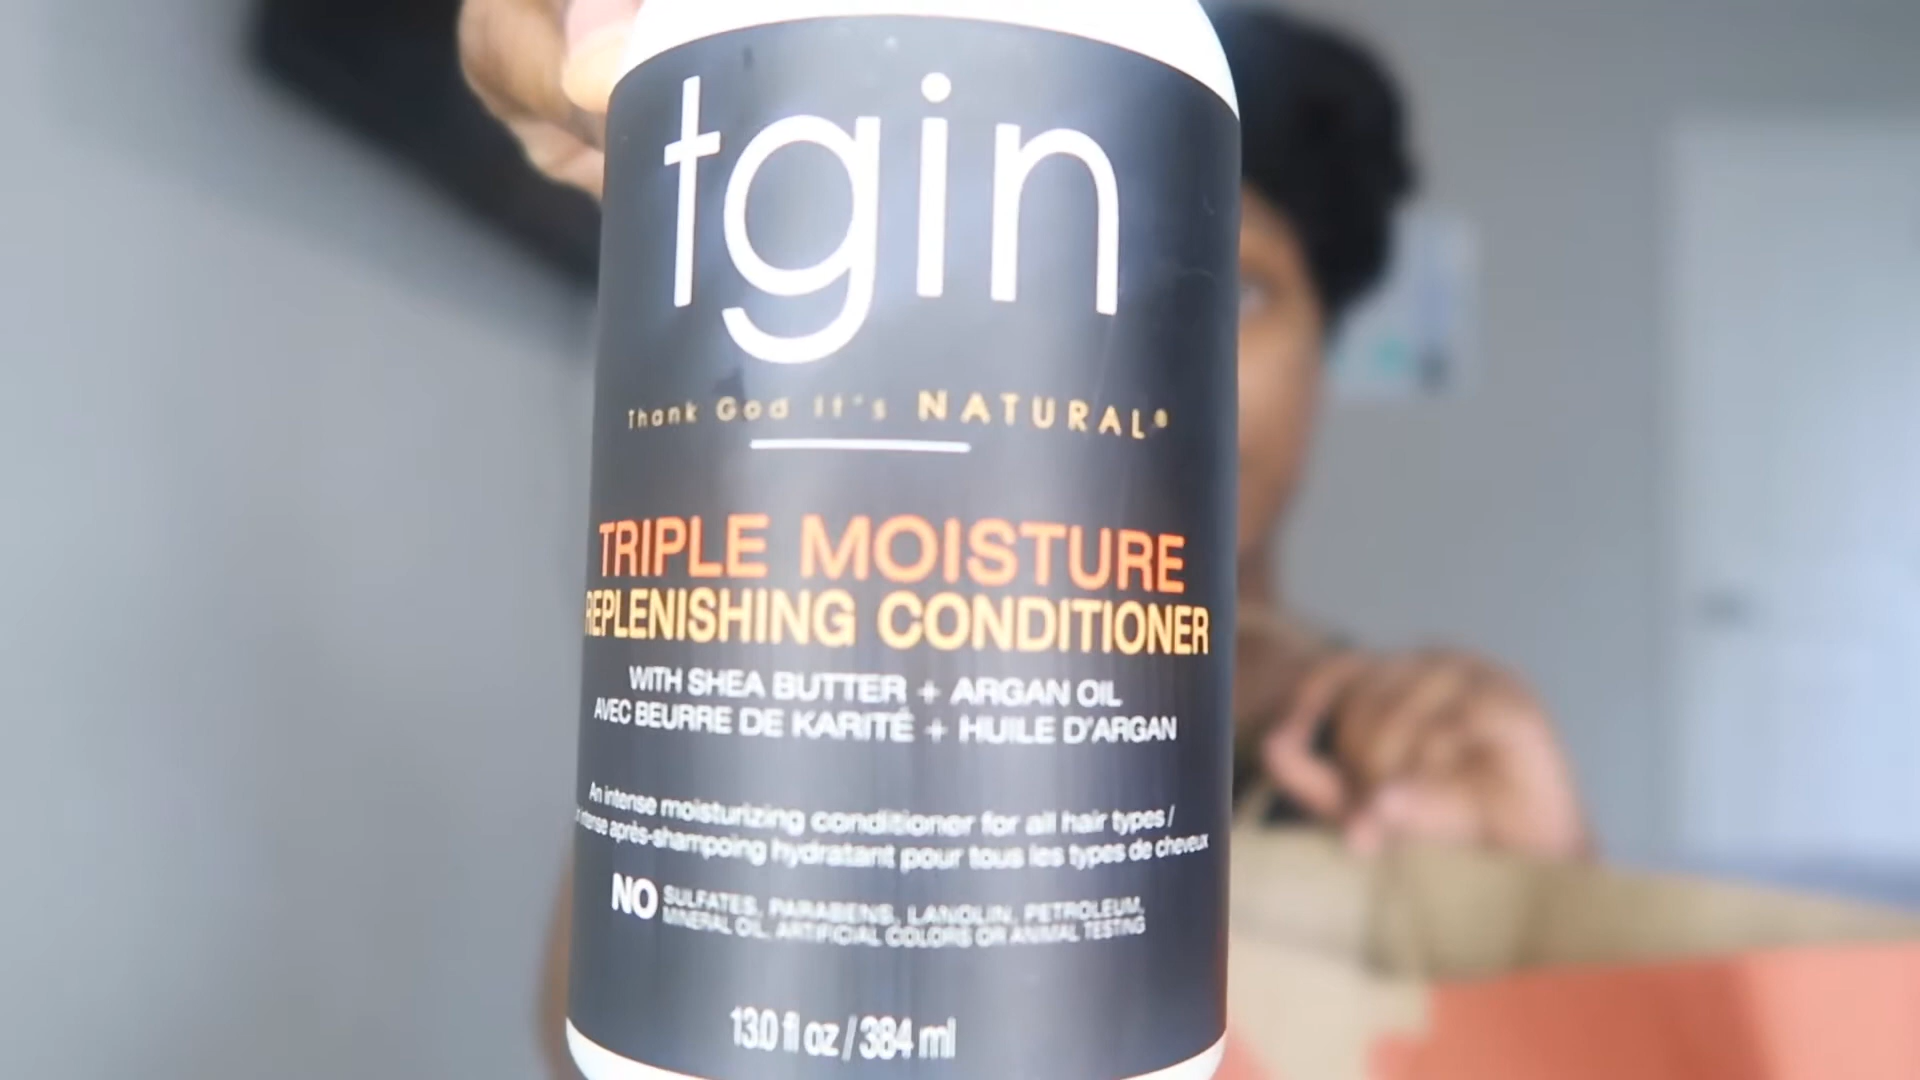 tgin
Thank God It's NATURAL®
TRIPLE MOISTURE
REPLENISHING CONDITIONER
WITH SHEA BUTTER + ARGAN OIL
AVEC BEURRE DE KARITÉ + HUILE D'ARGAN
An intense moisturizing conditioner for all hair types /
intense après-shampoing hydratant pour tous les types de cheveux
NO SULFATES, PARABENS, LANOLIN, PETROLEUM,
MINERAL OIL, ARTIFICIAL COLORS OR ANIMAL TESTING
13.0 fl oz / 384 ml